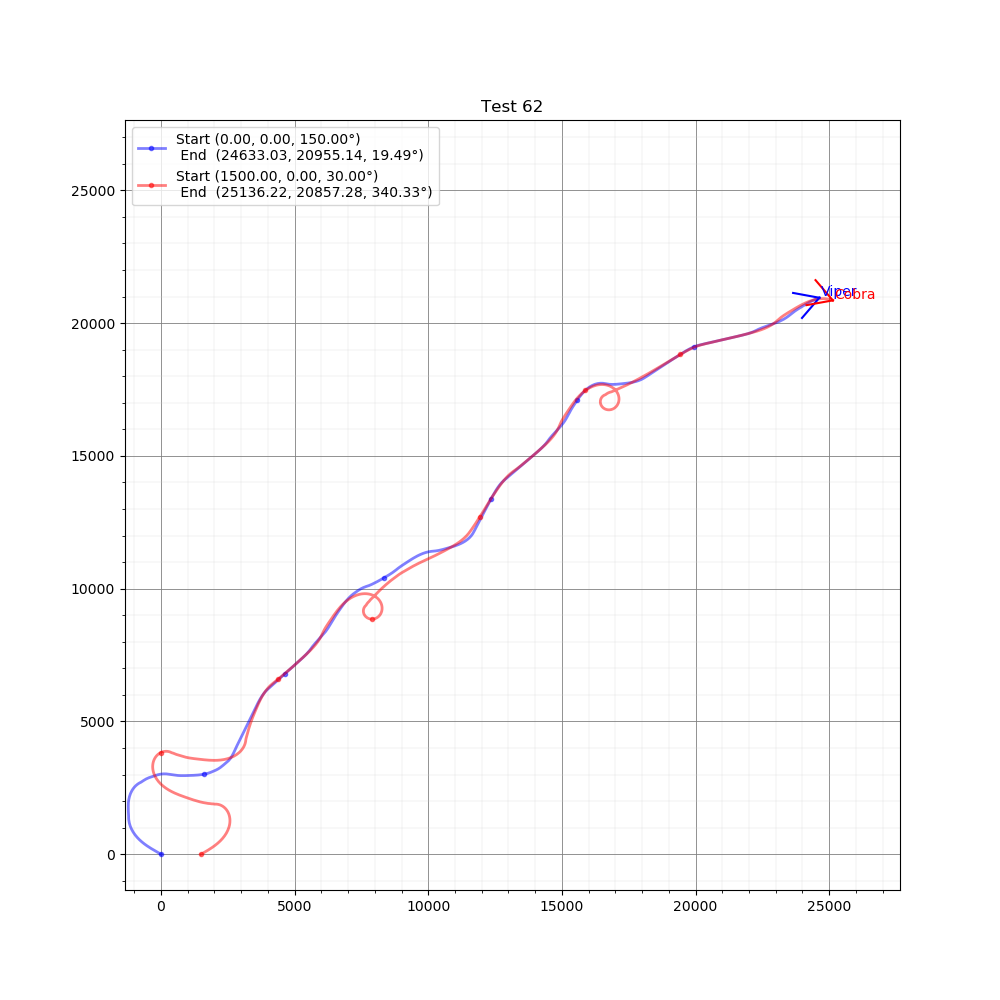 Test 62
Start (0.00, 0.00, 150.00°)
End (24633.03, 20955.14, 19.49°)
Start (1500.00, 0.00, 30.00°)
End (25136.22, 20857.28, 340.33°)
25000
20000
15000
10000
5000
0
Viper
Cobra
0 5000 10000 15000 20000 25000